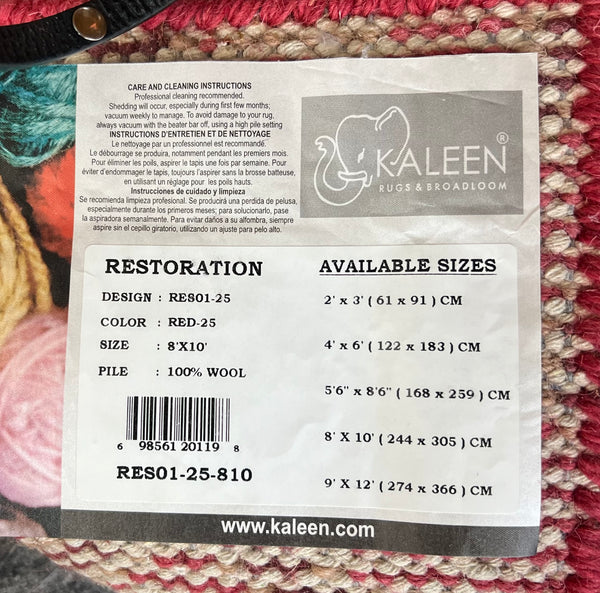 CARE AND CLEANING INSTRUCTIONS
Professional cleaning recommended.
Shedding will occur, especially during first few months;
vacuum weekly to manage. To avoid damage to your rug,
always vacuum with the beater bar off, using a high pile setting
INSTRUCTIONS D'ENTRETIEN ET DE NETTOYAGE
Le nettoyage par un professionnel est recommandé.
Le débourrage se produira, notamment pendant les premiers mois.
Pour éliminer les poils, aspirer le tapis une fois par semaine. Pour
éviter d'endommager le tapis, toujours l'aspirer sans la brosse batteuse,
en utilisant un réglage pour les poils hauts.
Instrucciones de cuidado y limpieza
Se recomienda limpieza profesional. Se producirá una perdida de pelusa,
especialmente durante los primeros meses; para solucionarlo, pase
la aspiradora semanalmente. Para evitar daños a su alfombra, siempre
aspire sin el cepillo giratorio, utilizando un ajuste para pelo alto.
KALEEN®
RUGS & BROADLOOM
RESTORATION
DESIGN : RES01-25
COLOR : RED-25
SIZE : 8'X10'
PILE : 100% WOOL
6 98561 20119 8
RES01-25-810
AVAILABLE SIZES
2' x 3' ( 61 x 91 ) CM
4' x 6' ( 122 x 183 ) CM
5'6" x 8'6" ( 168 x 259 ) CM
8' X 10' ( 244 x 305 ) CM
9' X 12' ( 274 x 366 ) CM
www.kaleen.com